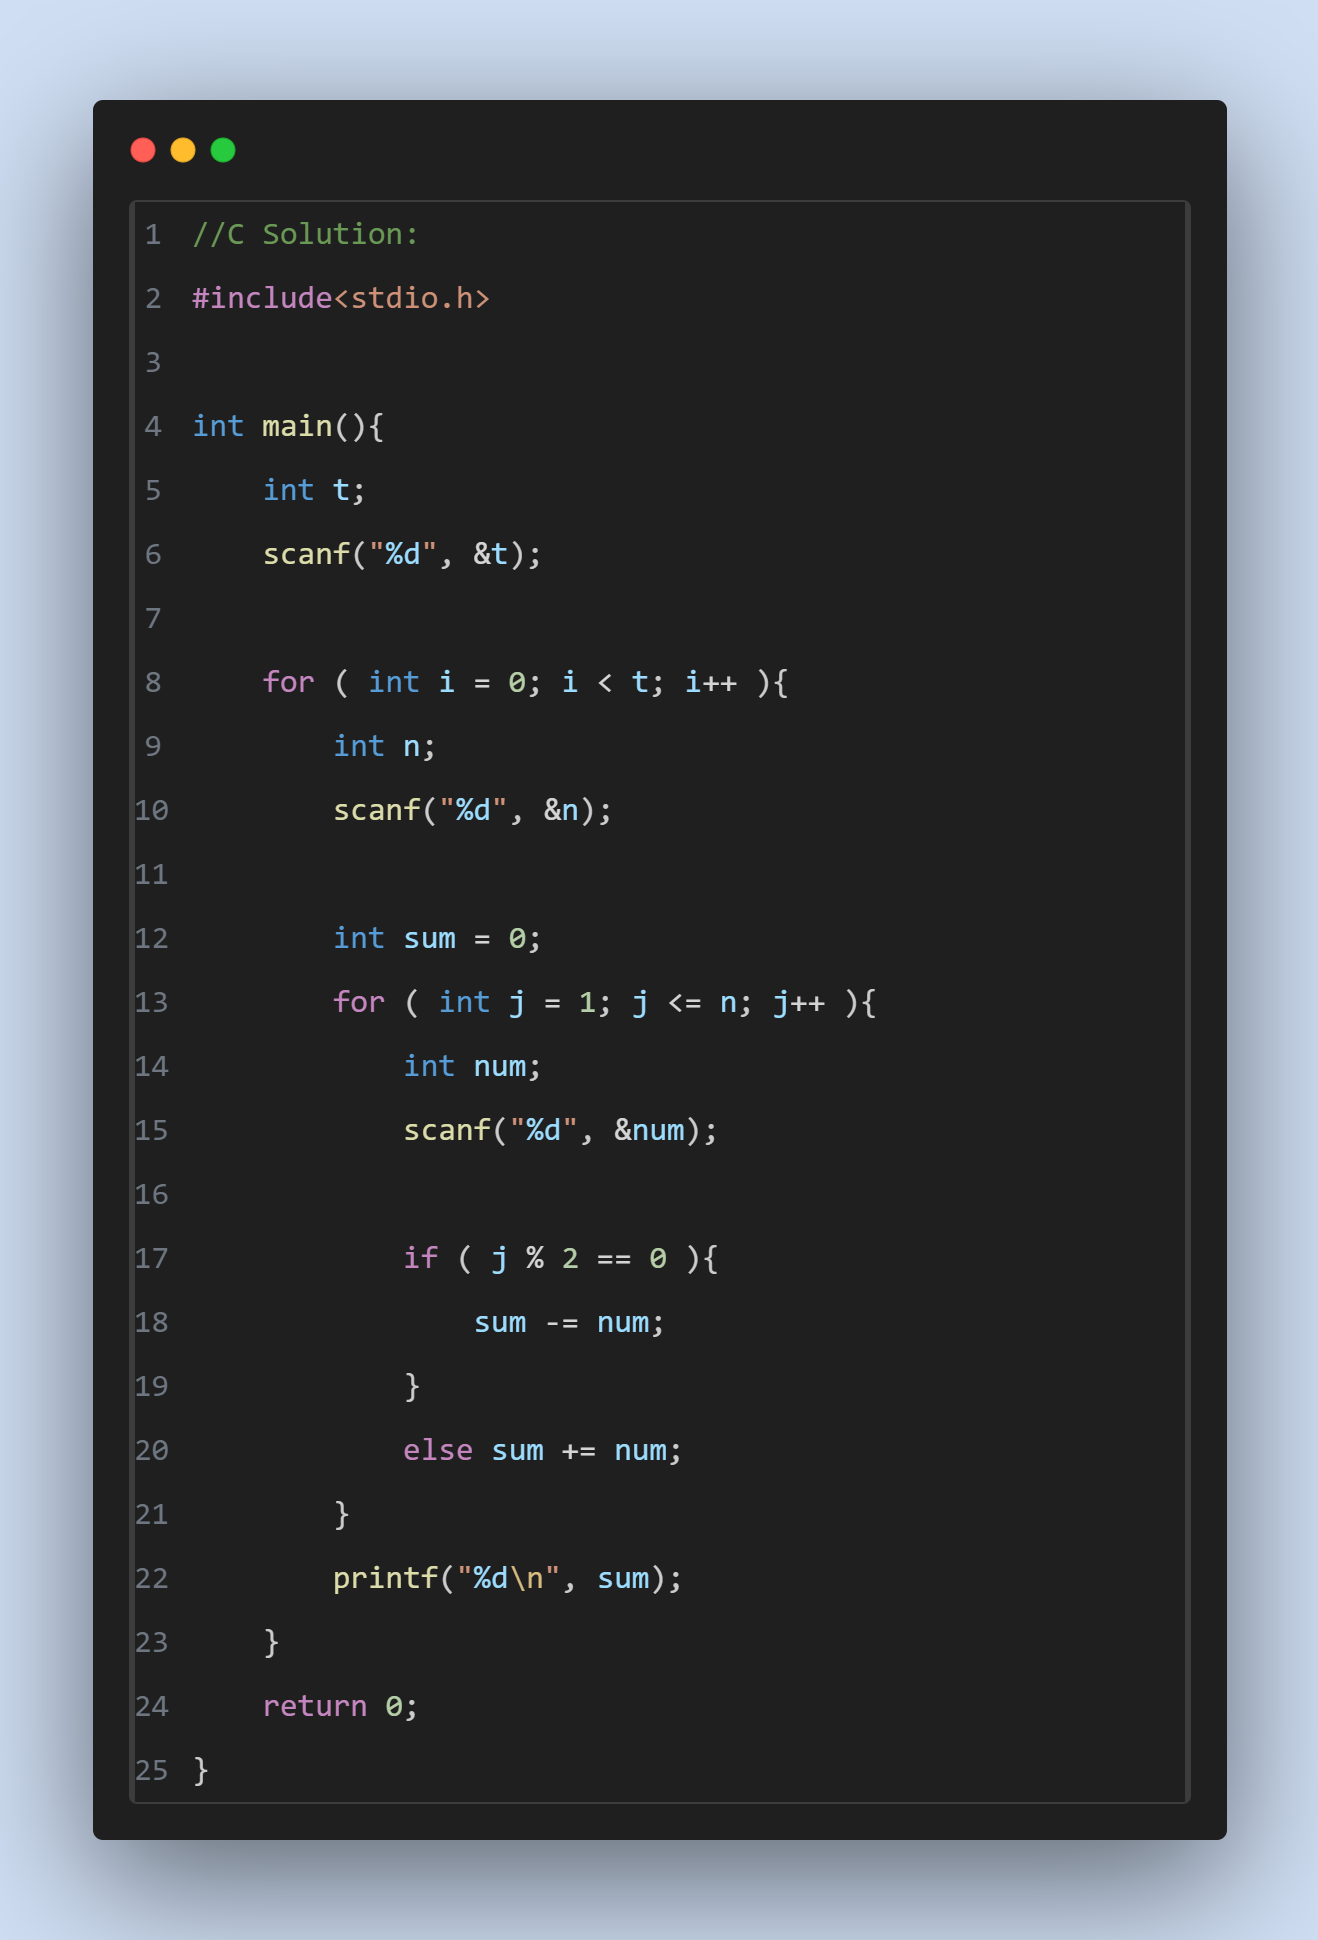 1 //C Solution:
2 #include<stdio.h>
3
4 int main(){
5     int t;
6     scanf("%d", &t);
7
8     for ( int i = 0; i < t; i++ ){
9         int n;
10         scanf("%d", &n);
11
12         int sum = 0;
13         for ( int j = 1; j <= n; j++ ){
14             int num;
15             scanf("%d", &num);
16
17             if ( j % 2 == 0 ){
18                 sum -= num;
19             }
20             else sum += num;
21         }
22         printf("%d\n", sum);
23     }
24     return 0;
25 }